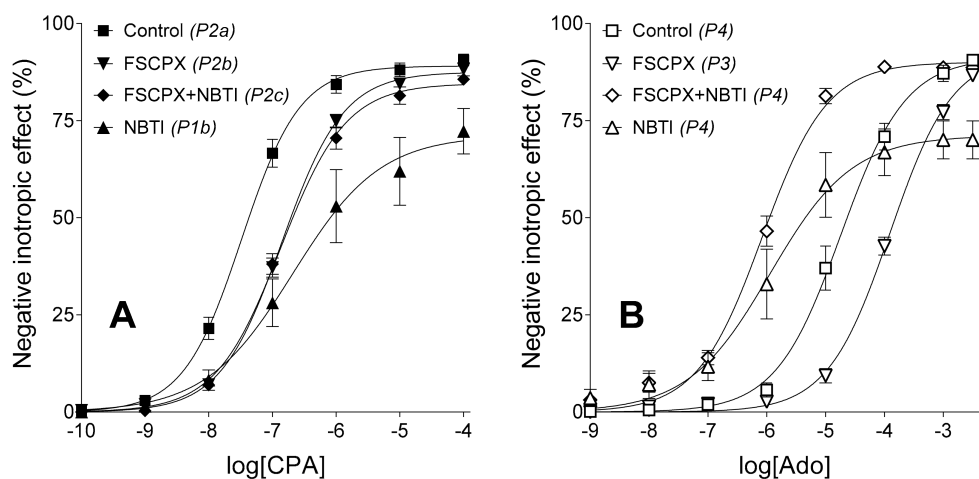 Negative inotropic effect (%)
100
75
50
25
0
Control (P2a)
FSCPX (P2b)
FSCPX+NBTI (P2c)
NBTI (P1b)
A
-10 -9 -8 -7 -6 -5 -4
log[CPA]
Negative inotropic effect (%)
100
75
50
25
0
Control (P4)
FSCPX (P3)
FSCPX+NBTI (P4)
NBTI (P4)
B
-9 -8 -7 -6 -5 -4 -3
log[Ado]